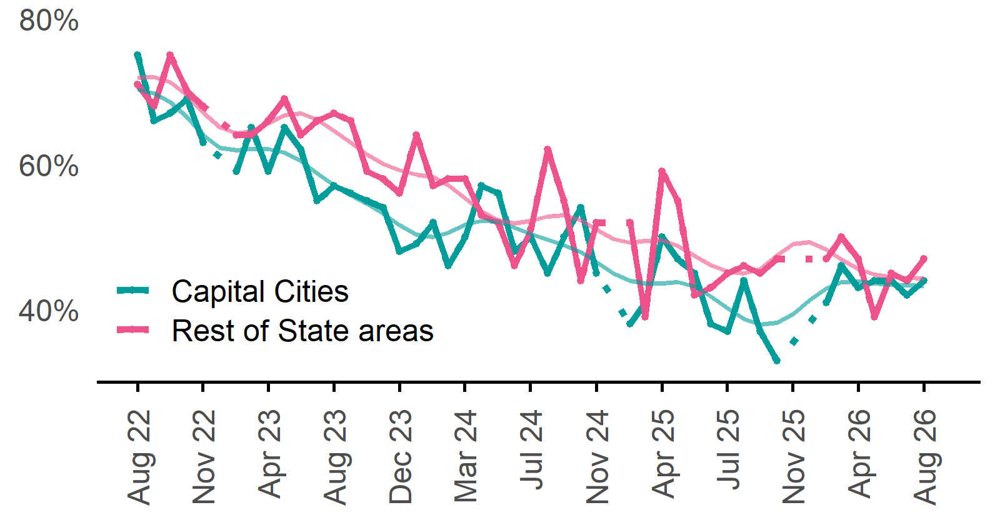 80%
60%
40%
Capital Cities
Rest of State areas
Aug 22
Nov 22
Apr 23
Aug 23
Dec 23
Mar 24
Jul 24
Nov 24
Apr 25
Jul 25
Nov 25
Apr 26
Aug 26